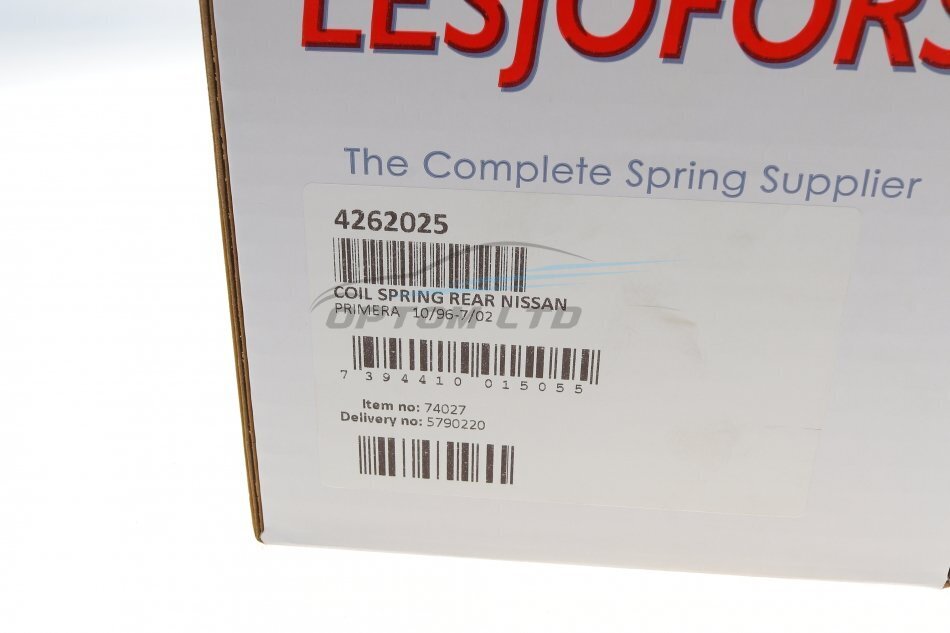 LESJÖFORS
The Complete Spring Supplier
4262025
COIL SPRING REAR NISSAN
PRIMERA 10/96-7/02
OPTOM LTD
7 394410 015055
Item no: 74027
Delivery no: 5790220